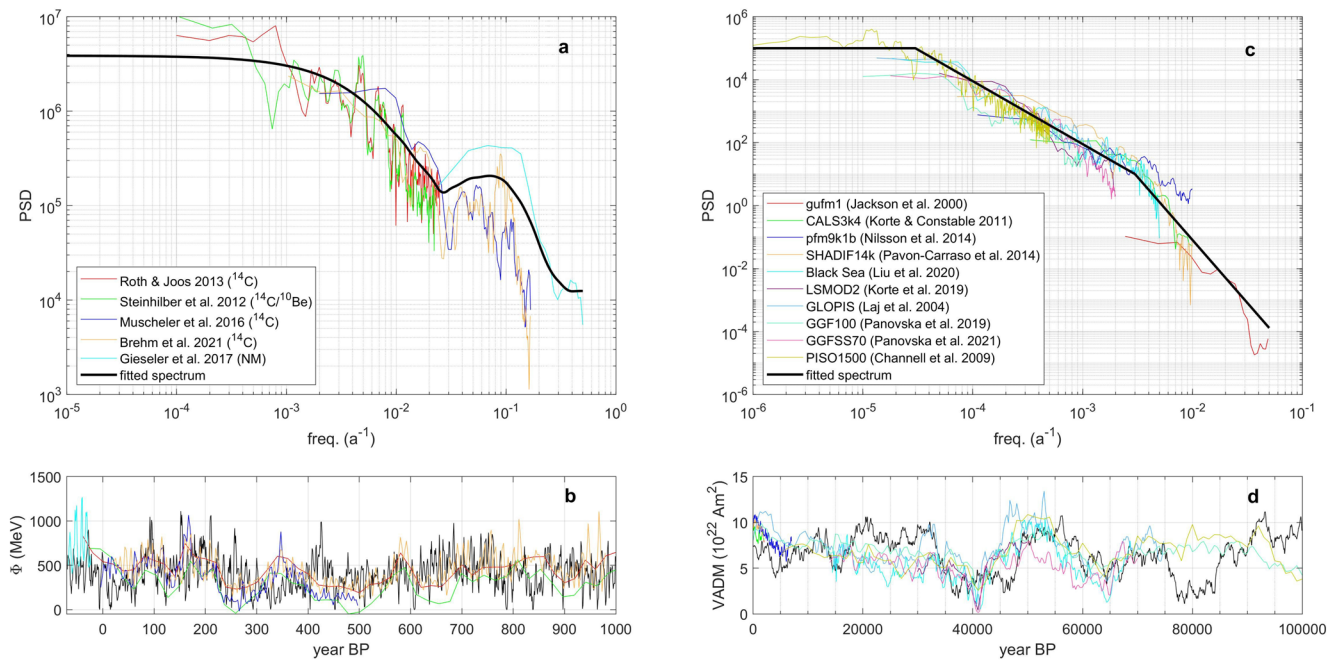 a
PSD
10^7
10^6
10^5
10^4
10^3
Roth & Joos 2013 (^14C)
Steinhilber et al. 2012 (^14C/^10Be)
Muscheler et al. 2016 (^14C)
Brehm et al. 2021 (^14C)
Gieseler et al. 2017 (NM)
fitted spectrum
10^-5 10^-4 10^-3 10^-2 10^-1 10^0
freq. (a^-1)
c
PSD
10^6
10^4
10^2
10^0
10^-2
10^-4
10^-6
gufm1 (Jackson et al. 2000)
CALS3k4 (Korte & Constable 2011)
pfm9k1b (Nilsson et al. 2014)
SHADIF14k (Pavon-Carraso et al. 2014)
Black Sea (Liu et al. 2020)
LSMOD2 (Korte et al. 2019)
GLOPIS (Laj et al. 2004)
GGF100 (Panovska et al. 2019)
GGFSS70 (Panovska et al. 2021)
PISO1500 (Channell et al. 2009)
fitted spectrum
10^-6 10^-5 10^-4 10^-3 10^-2 10^-1
freq. (a^-1)
b
Φ (MeV)
1500
1000
500
0
0 100 200 300 400 500 600 700 800 900 1000
year BP
d
VADM (10^22 Am^2)
15
10
5
0
0 20000 40000 60000 80000 100000
year BP